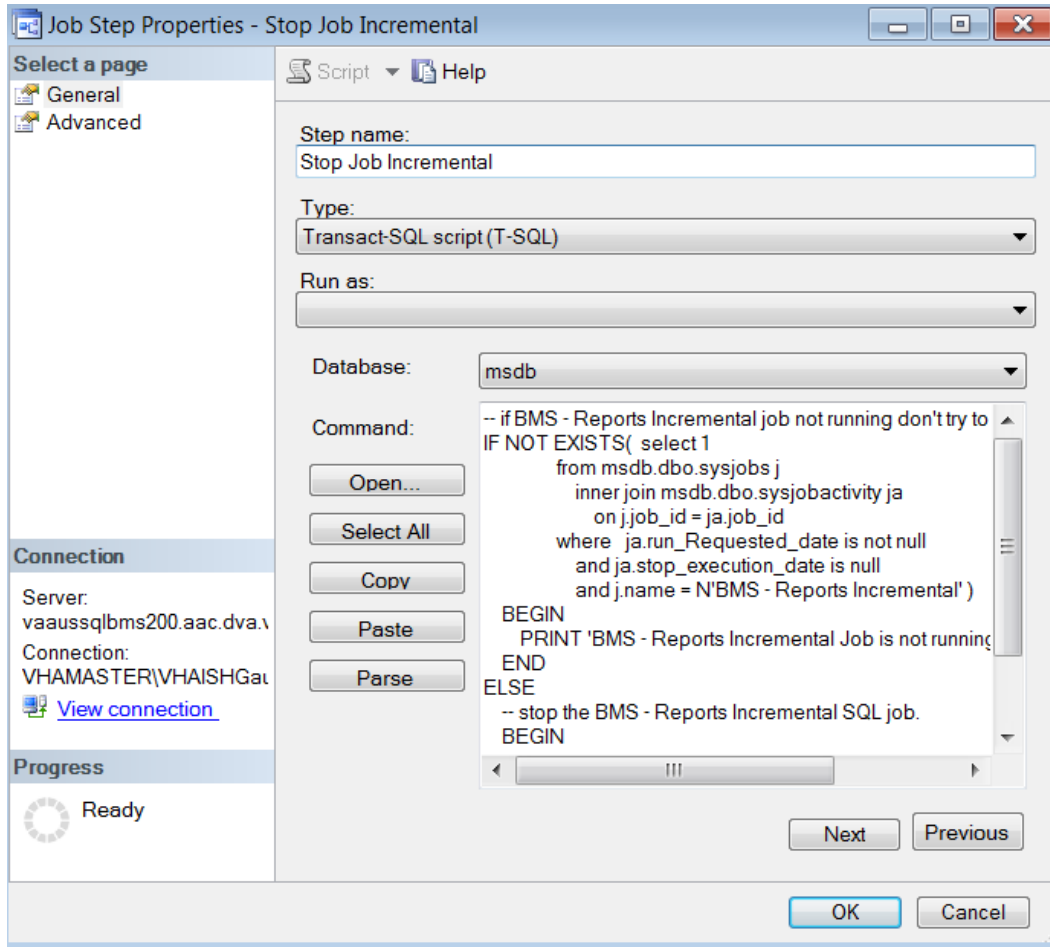 Job Step Properties - Stop Job Incremental
Select a page
General
Advanced
Script Help
Step name:
Stop Job Incremental
Type:
Transact-SQL script (T-SQL)
Run as:
Database:
msdb
Command:
Open...
Select All
Copy
Paste
Parse
-- if BMS - Reports Incremental job not running don't try to
IF NOT EXISTS( select 1
from msdb.dbo.sysjobs j
inner join msdb.dbo.sysjobactivity ja
on j.job_id = ja.job_id
where ja.run_Requested_date is not null
and ja.stop_execution_date is null
and j.name = N'BMS - Reports Incremental' )
BEGIN
PRINT 'BMS - Reports Incremental Job is not running
END
ELSE
-- stop the BMS - Reports Incremental SQL job.
BEGIN
Connection
Server:
vaaussqlbms200.aac.dva.v
Connection:
VHAMASTER\VHAISHGau
View connection
Progress
Ready
Next
Previous
OK
Cancel